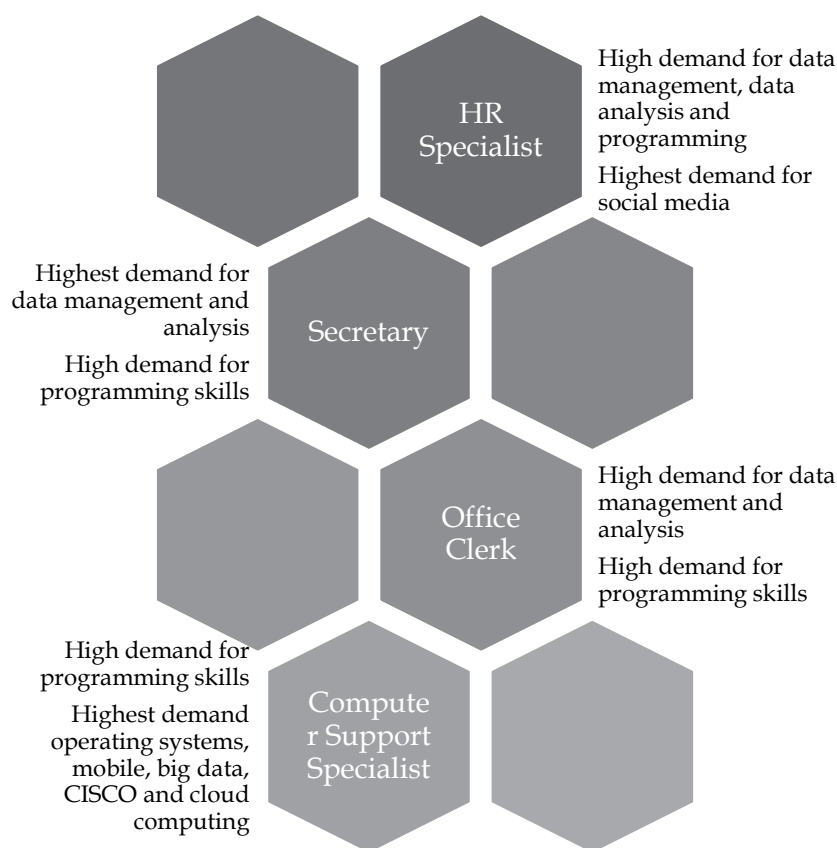 HR
Specialist
High demand for data
management, data
analysis and
programming
Highest demand for
social media
Highest demand for
data management and
analysis
High demand for
programming skills
Secretary
Office
Clerk
High demand for data
management and
analysis
High demand for
programming skills
High demand for
programming skills
Highest demand
operating systems,
mobile, big data,
CISCO and cloud
computing
Compute
r Support
Specialist